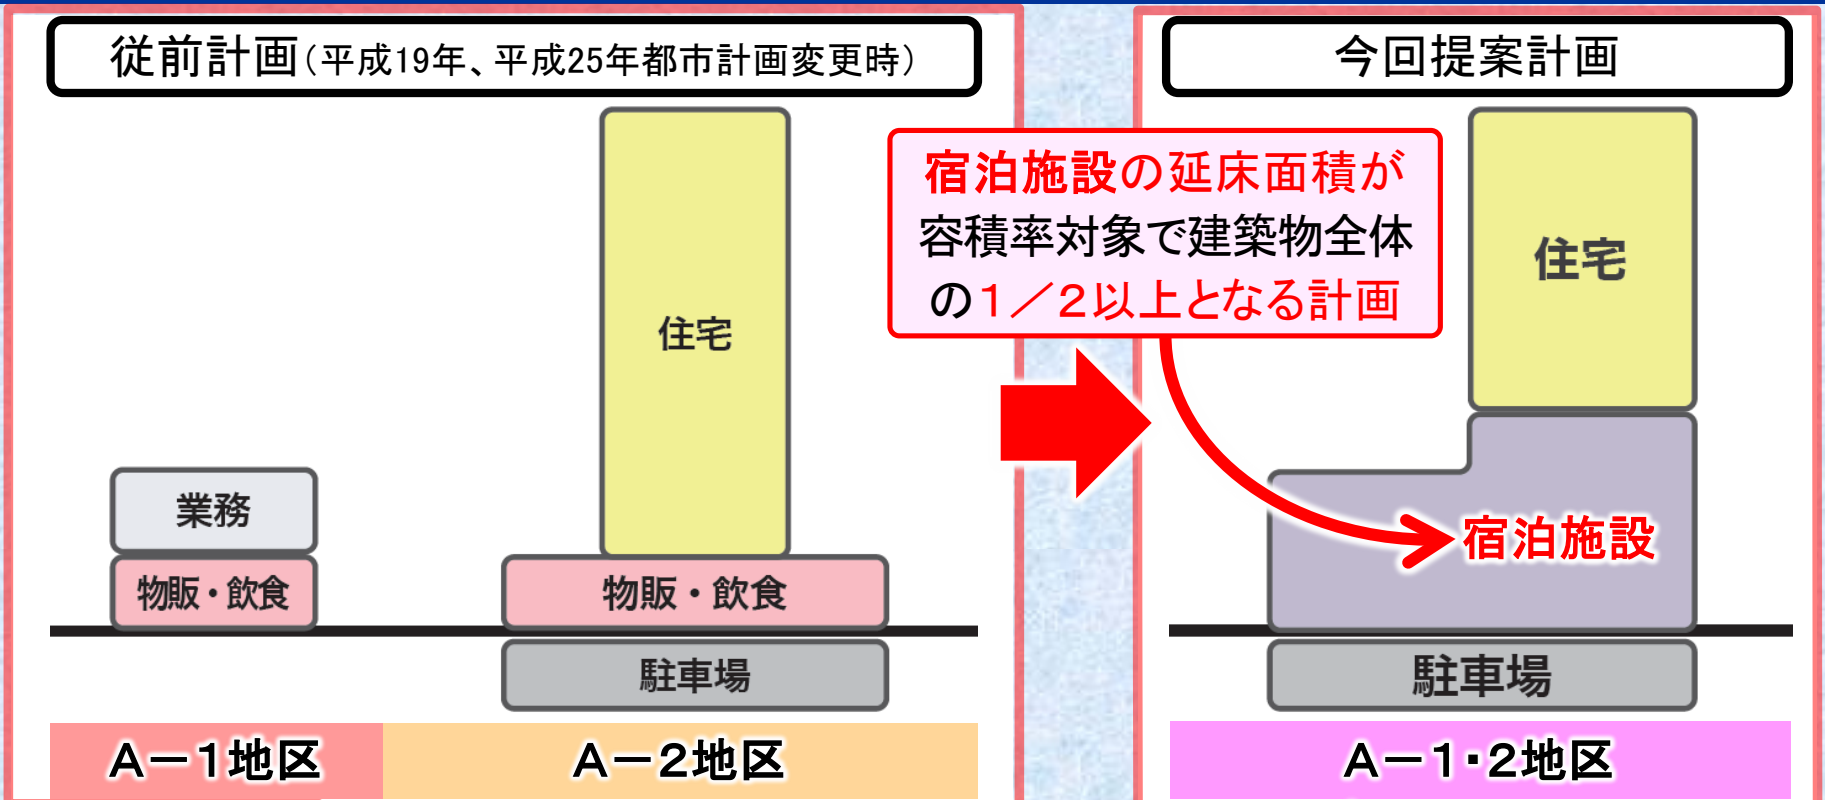 従前計画(平成19年、平成25年都市計画変更時)
住宅
業務
物販・飲食
物販・飲食
駐車場
A－1地区
A－2地区
宿泊施設の延床面積が
容積率対象で建築物全体
の1／2以上となる計画
今回提案計画
住宅
宿泊施設
駐車場
A－1・2地区